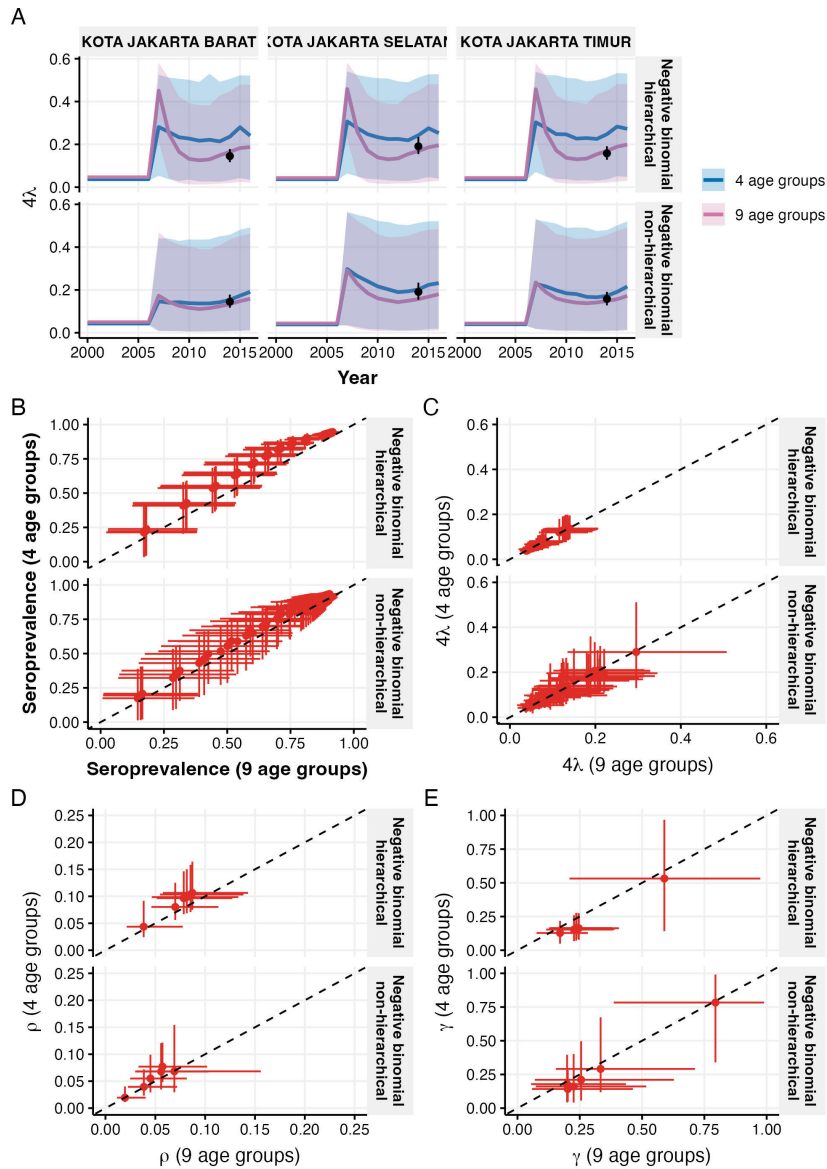 A
KOTA JAKARTA BARAT
KOTA JAKARTA SELATAN
KOTA JAKARTA TIMUR
0.6
0.4
0.2
0.0
Negative binomial
hierarchical
0.6
0.4
0.2
0.0
Negative binomial
non-hierarchical
4λ
2000 2005 2010 2015
2000 2005 2010 2015
2000 2005 2010 2015
Year
4 age groups
9 age groups
B
1.00
0.75
0.50
0.25
0.00
Negative binomial
hierarchical
1.00
0.75
0.50
0.25
0.00
Negative binomial
non-hierarchical
Seroprevalence (4 age groups)
0.00 0.25 0.50 0.75 1.00
Seroprevalence (9 age groups)
C
0.6
0.4
0.2
0.0
Negative binomial
hierarchical
0.6
0.4
0.2
0.0
Negative binomial
non-hierarchical
4λ (4 age groups)
0.0 0.2 0.4 0.6
4λ (9 age groups)
D
0.25
0.20
0.15
0.10
0.05
0.00
Negative binomial
hierarchical
0.25
0.20
0.15
0.10
0.05
0.00
Negative binomial
non-hierarchical
ρ (4 age groups)
0.00 0.05 0.10 0.15 0.20 0.25
ρ (9 age groups)
E
1.00
0.75
0.50
0.25
0.00
Negative binomial
hierarchical
1.00
0.75
0.50
0.25
0.00
Negative binomial
non-hierarchical
γ (4 age groups)
0.00 0.25 0.50 0.75 1.00
γ (9 age groups)